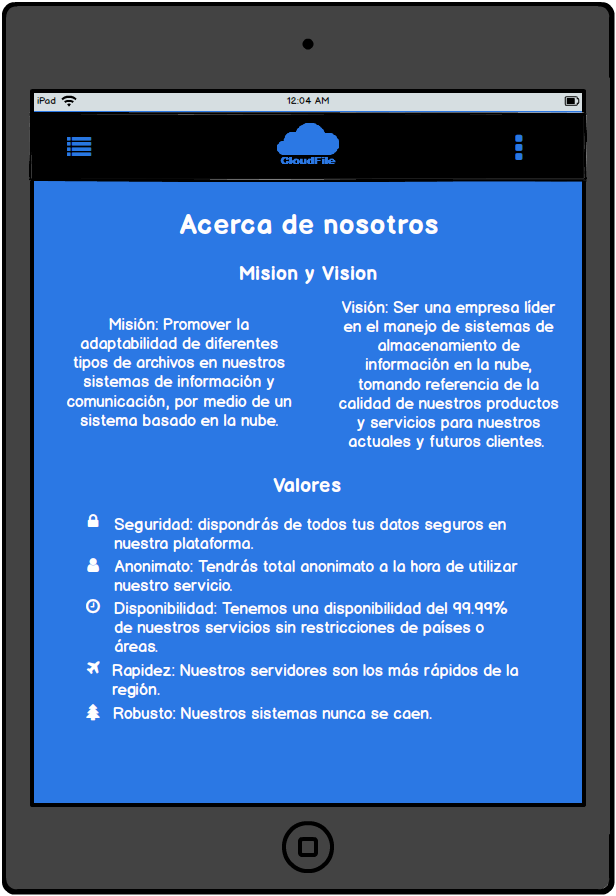 iPad
12:04 AM
CloudFile
Acerca de nosotros
Mision y Vision
Misión: Promover la
adaptabilidad de diferentes
tipos de archivos en nuestros
sistemas de información y
comunicación, por medio de un
sistema basado en la nube.
Visión: Ser una empresa líder
en el manejo de sistemas de
almacenamiento de
información en la nube,
tomando referencia de la
calidad de nuestros productos
y servicios para nuestros
actuales y futuros clientes.
Valores
Seguridad: dispondrás de todos tus datos seguros en
nuestra plataforma.
Anonimato: Tendrás total anonimato a la hora de utilizar
nuestro servicio.
Disponibilidad: Tenemos una disponibilidad del 99.99%
de nuestros servicios sin restricciones de países o
áreas.
Rapidez: Nuestros servidores son los más rápidos de la
región.
Robusto: Nuestros sistemas nunca se caen.